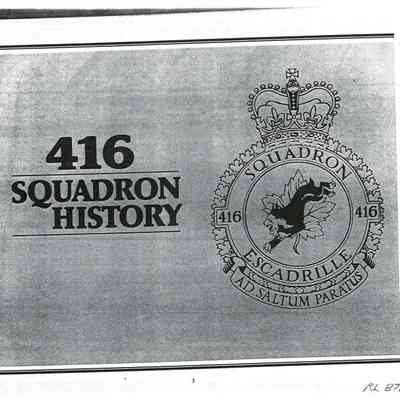 416
SQUADRON
HISTORY
SQUADRON
416
416
ESCADRILLE
AD SALTUM PARATUS